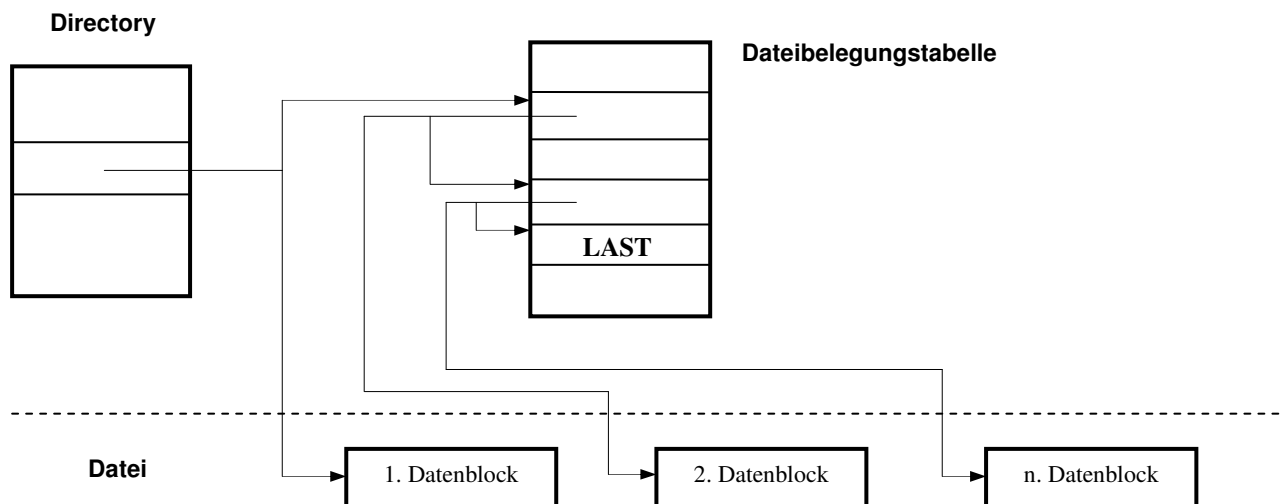 Directory
Dateibelegungstabelle
LAST
Datei
1. Datenblock
2. Datenblock
n. Datenblock